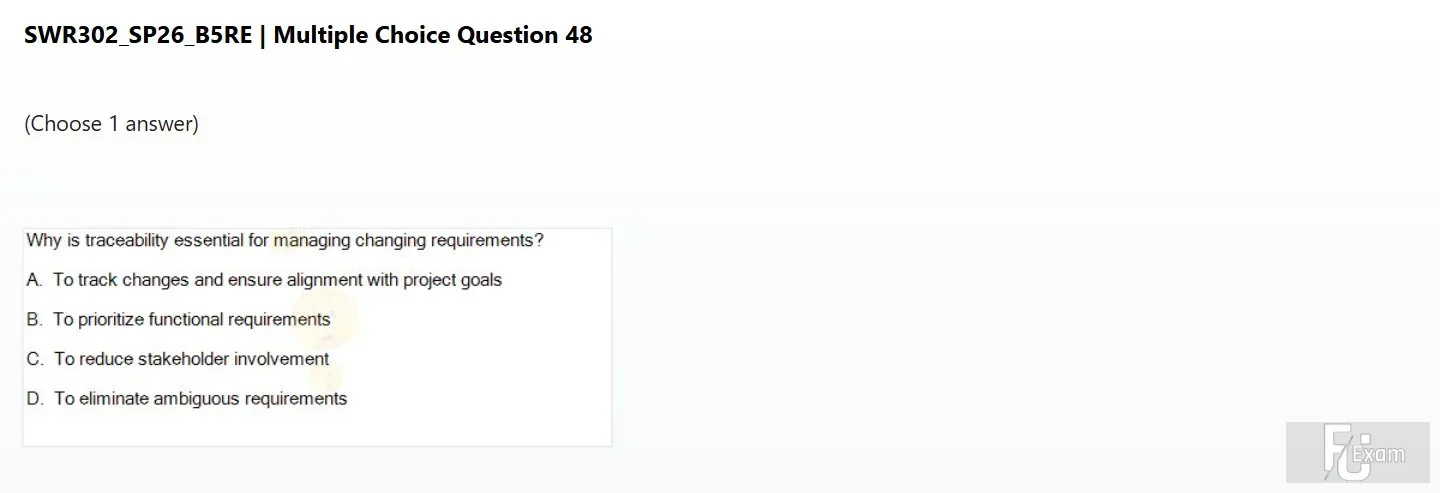 SWR302_SP26_B5RE | Multiple Choice Question 48
(Choose 1 answer)
Why is traceability essential for managing changing requirements?
A. To track changes and ensure alignment with project goals
B. To prioritize functional requirements
C. To reduce stakeholder involvement
D. To eliminate ambiguous requirements
FU Exam